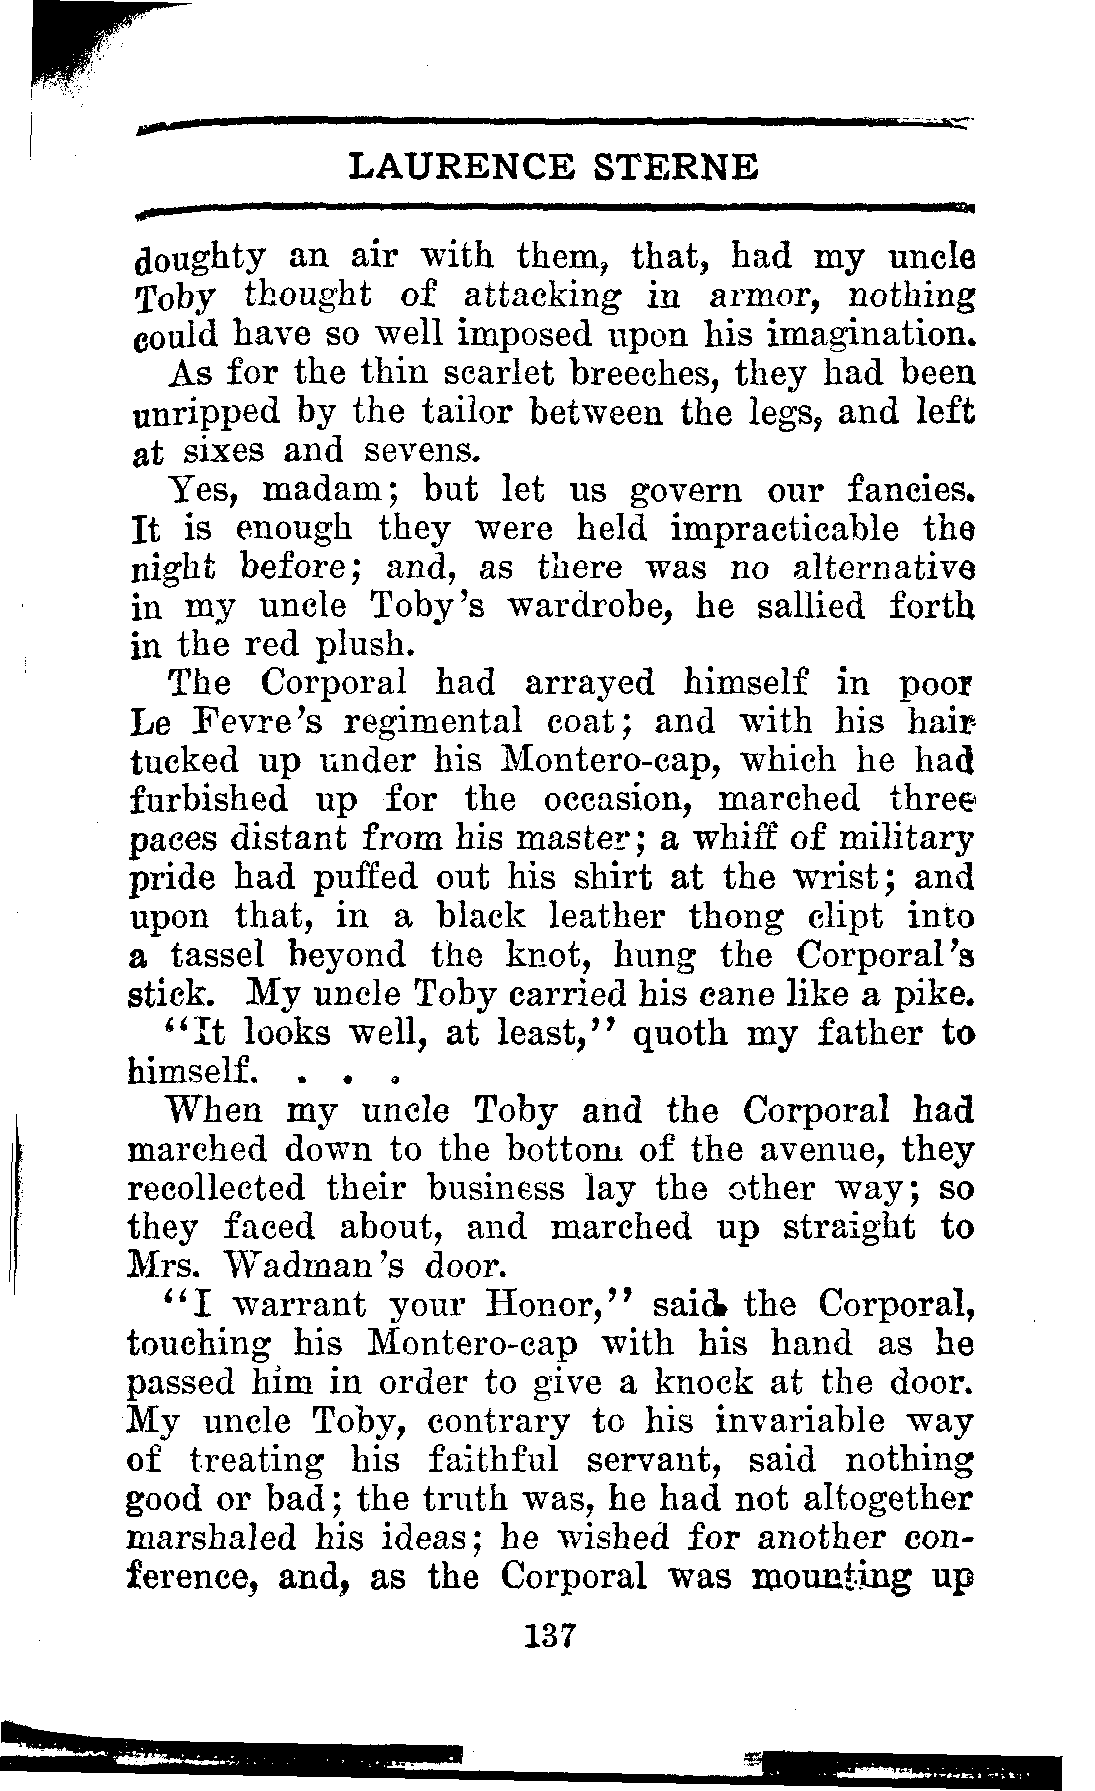 LAURENCE STERNE
doughty an air with them, that, had my uncle
Toby thought of attacking in armor, nothing
could have so well imposed upon his imagination.
As for the thin scarlet breeches, they had been
unripped by the tailor between the legs, and left
at sixes and sevens.
Yes, madam; but let us govern our fancies.
It is enough they were held impracticable the
night before; and, as there was no alternative
in my uncle Toby's wardrobe, he sallied forth
in the red plush.
The Corporal had arrayed himself in poor
Le Fevre's regimental coat; and with his hair
tucked up under his Montero-cap, which he had
furbished up for the occasion, marched three
paces distant from his master; a whiff of military
pride had puffed out his shirt at the wrist; and
upon that, in a black leather thong clipt into
a tassel beyond the knot, hung the Corporal's
stick. My uncle Toby carried his cane like a pike.
"It looks well, at least," quoth my father to
himself. . . .
When my uncle Toby and the Corporal had
marched down to the bottom of the avenue, they
recollected their business lay the other way; so
they faced about, and marched up straight to
Mrs. Wadman's door.
"I warrant your Honor," said the Corporal,
touching his Montero-cap with his hand as he
passed him in order to give a knock at the door.
My uncle Toby, contrary to his invariable way
of treating his faithful servant, said nothing
good or bad; the truth was, he had not altogether
marshaled his ideas; he wished for another con-
ference, and, as the Corporal was mounting up
137